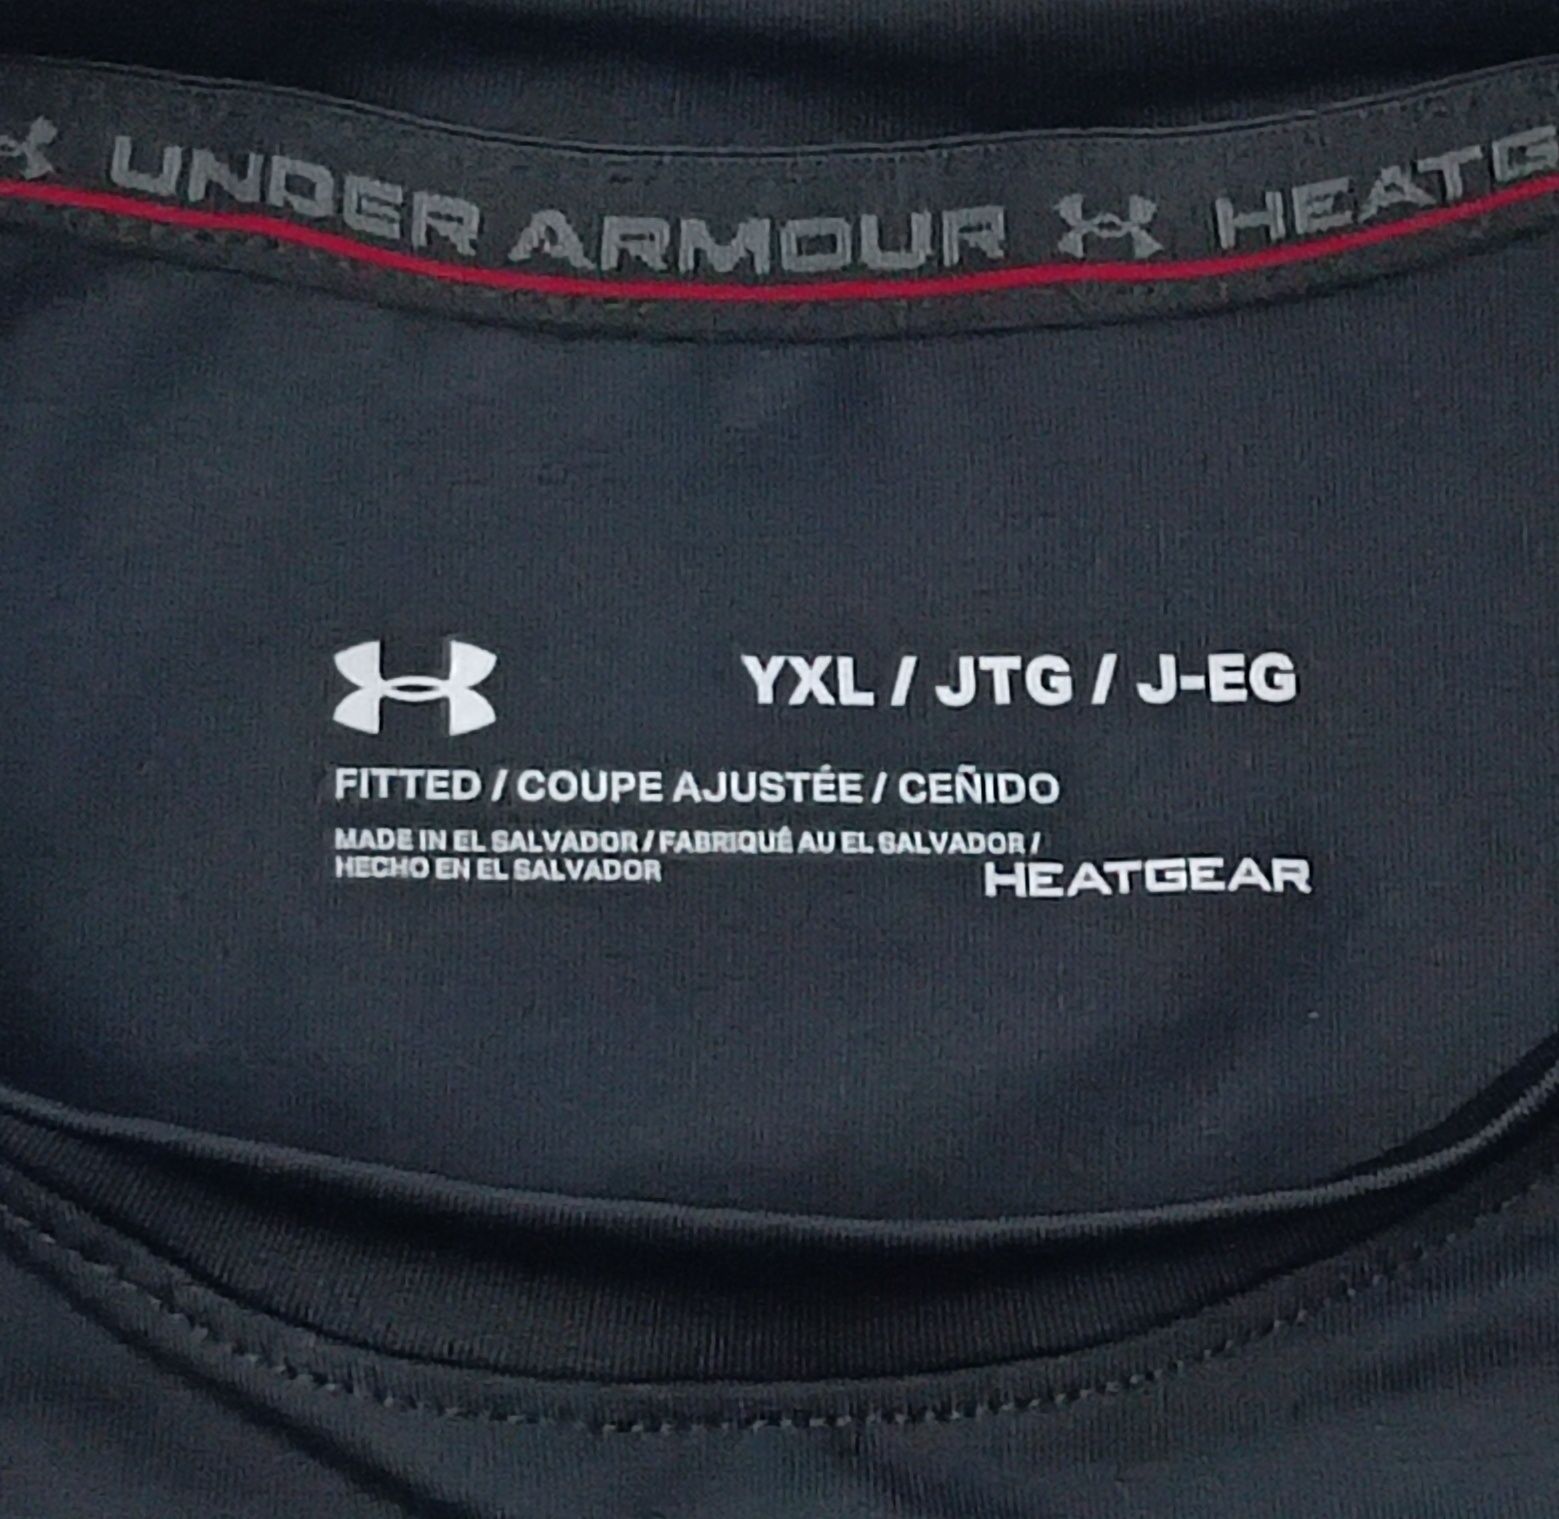 UNDER ARMOUR HEATG
YXL / JTG / J-EG
FITTED / COUPE AJUSTÉE / CEÑIDO
MADE IN EL SALVADOR / FABRIQUÉ AU EL SALVADOR /
HECHO EN EL SALVADOR
HEATGEAR